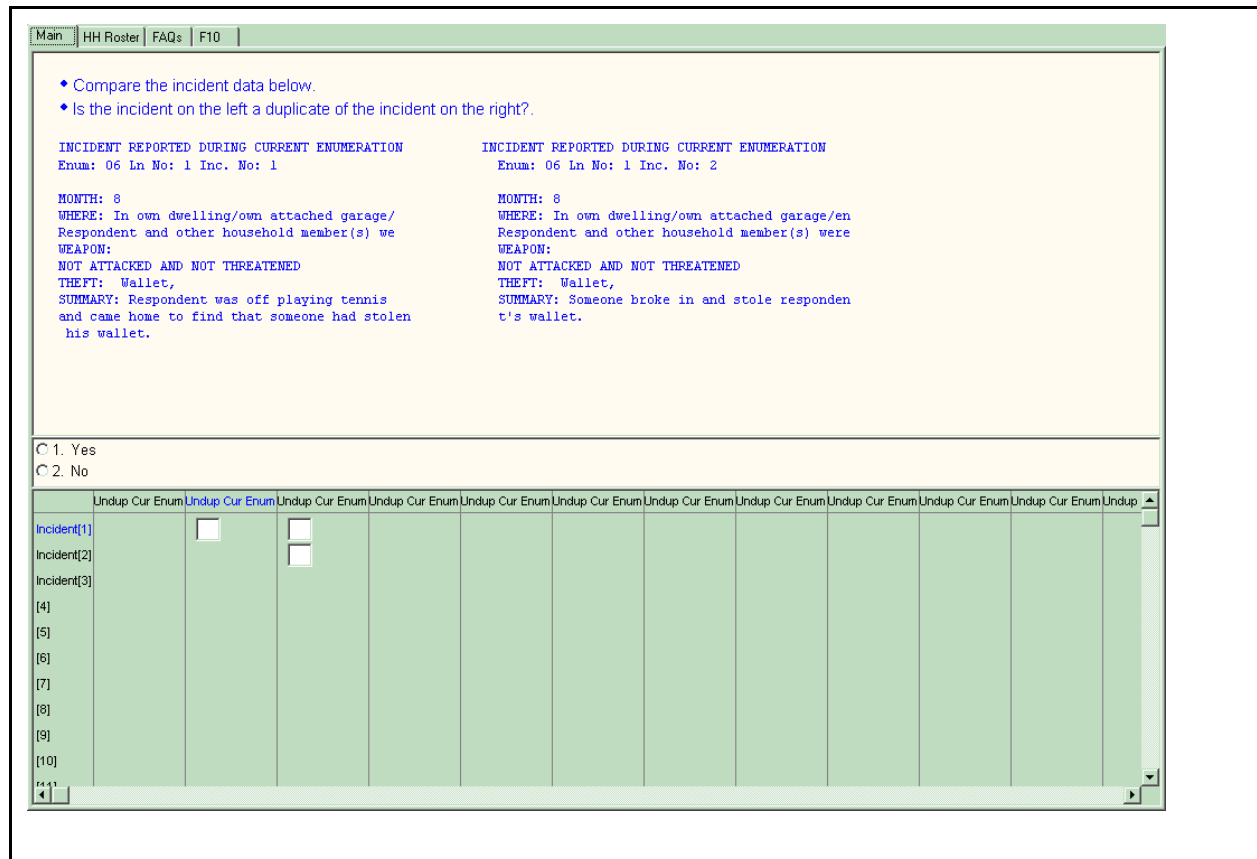 Main HH Roster FAQs F10
◆ Compare the incident data below.
◆ Is the incident on the left a duplicate of the incident on the right?.
INCIDENT REPORTED DURING CURRENT ENUMERATION
Enum: 06 Ln No: 1 Inc. No: 1
MONTH: 8
WHERE: In own dwelling/own attached garage/
Respondent and other household member(s) we
WEAPON:
NOT ATTACKED AND NOT THREATENED
THEFT: Wallet,
SUMMARY: Respondent was off playing tennis
and came home to find that someone had stolen
his wallet.
INCIDENT REPORTED DURING CURRENT ENUMERATION
Enum: 06 Ln No: 1 Inc. No: 2
MONTH: 8
WHERE: In own dwelling/own attached garage/en
Respondent and other household member(s) were
WEAPON:
NOT ATTACKED AND NOT THREATENED
THEFT: Wallet,
SUMMARY: Someone broke in and stole responden
t's wallet.
1. Yes
2. No
Undup Cur Enum Undup Cur Enum Undup Cur Enum Undup Cur Enum Undup Cur Enum Undup Cur Enum Undup Cur Enum Undup Cur Enum Undup Cur Enum Undup Cur Enum Undup Cur Enum Undup
Incident[1]
Incident[2]
Incident[3]
[4]
[5]
[6]
[7]
[8]
[9]
[10]
[11]